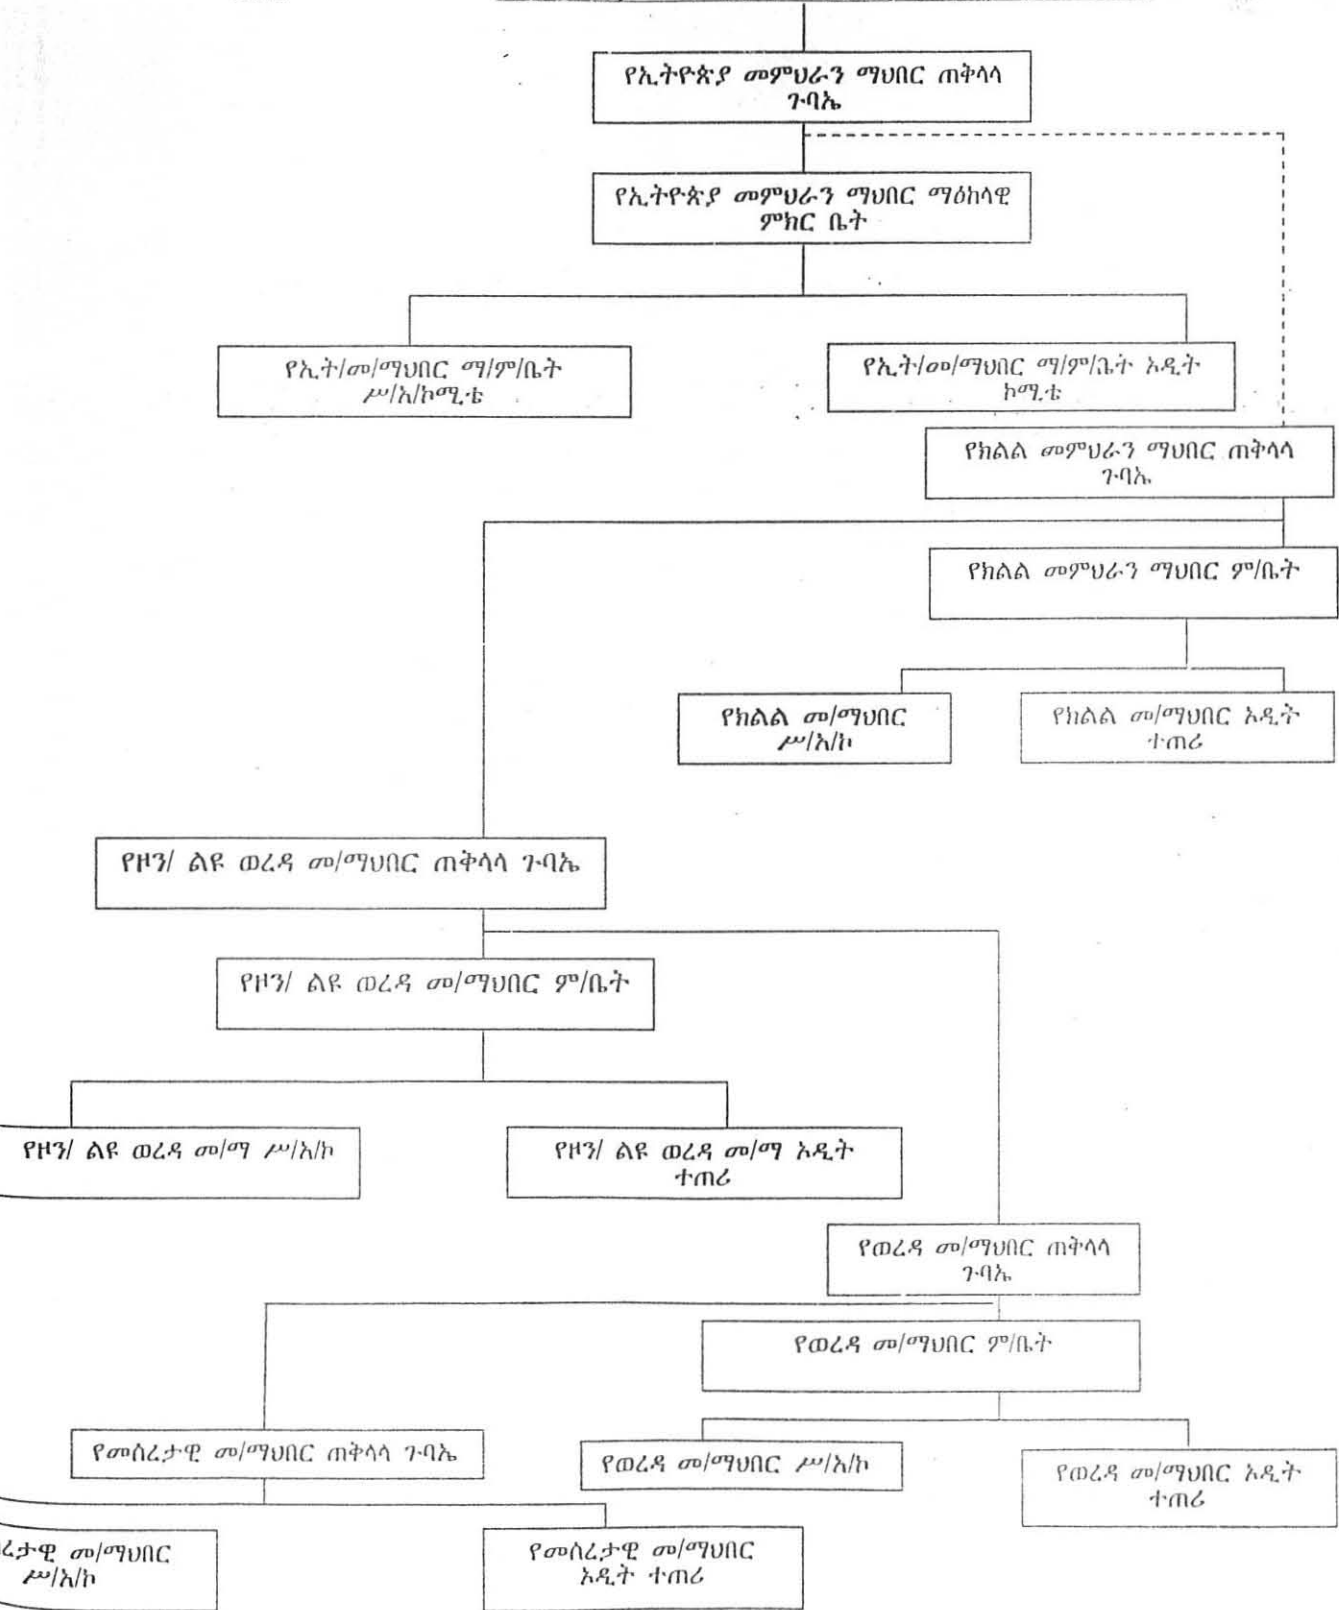 የኢትዮጵያ መምህራን ማህበር ጠቅላላ
ጉባኤ
የኢትዮጵያ መምህራን ማህበር ማዕከላዊ
ምክር ቤት
የኢት/መ/ማህበር ማ/ም/ቤት
ሥ/አ/ኮሚቴ
የኢት/መ/ማህበር ማ/ም/ቤት ኦዲት
ኮሚቴ
የክልል መምህራን ማህበር ጠቅላላ
ጉባኤ
የክልል መምህራን ማህበር ም/ቤት
የክልል መ/ማህበር
ሥ/አ/ኮ
የክልል መ/ማህበር ኦዲት
ተጠሪ
የዞን/ ልዩ ወረዳ መ/ማህበር ጠቅላላ ጉባኤ
የዞን/ ልዩ ወረዳ መ/ማህበር ም/ቤት
የዞን/ ልዩ ወረዳ መ/ማ ሥ/አ/ኮ
የዞን/ ልዩ ወረዳ መ/ማ ኦዲት
ተጠሪ
የወረዳ መ/ማህበር ጠቅላላ
ጉባኤ
የወረዳ መ/ማህበር ም/ቤት
የመሰረታዊ መ/ማህበር ጠቅላላ ጉባኤ
የወረዳ መ/ማህበር ሥ/አ/ኮ
የወረዳ መ/ማህበር ኦዲት
ተጠሪ
ረታዊ መ/ማህበር
ሥ/አ/ኮ
የመሰረታዊ መ/ማህበር
ኦዲት ተጠሪ